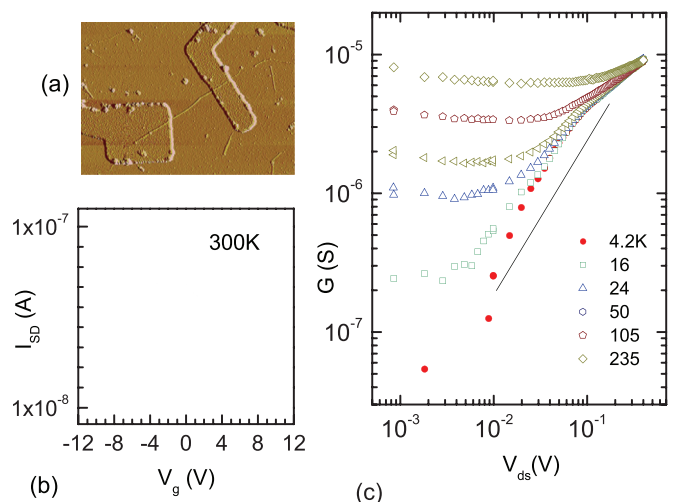 (a)
1x10⁻⁷
300K
I_SD (A)
1x10⁻⁸
-12 -8 -4 0 4 8 12
(b)
V_g (V)
10⁻⁵
10⁻⁶
G (S)
10⁻⁷
4.2K
16
24
50
105
235
10⁻³ 10⁻² 10⁻¹
V_ds(V)
(c)